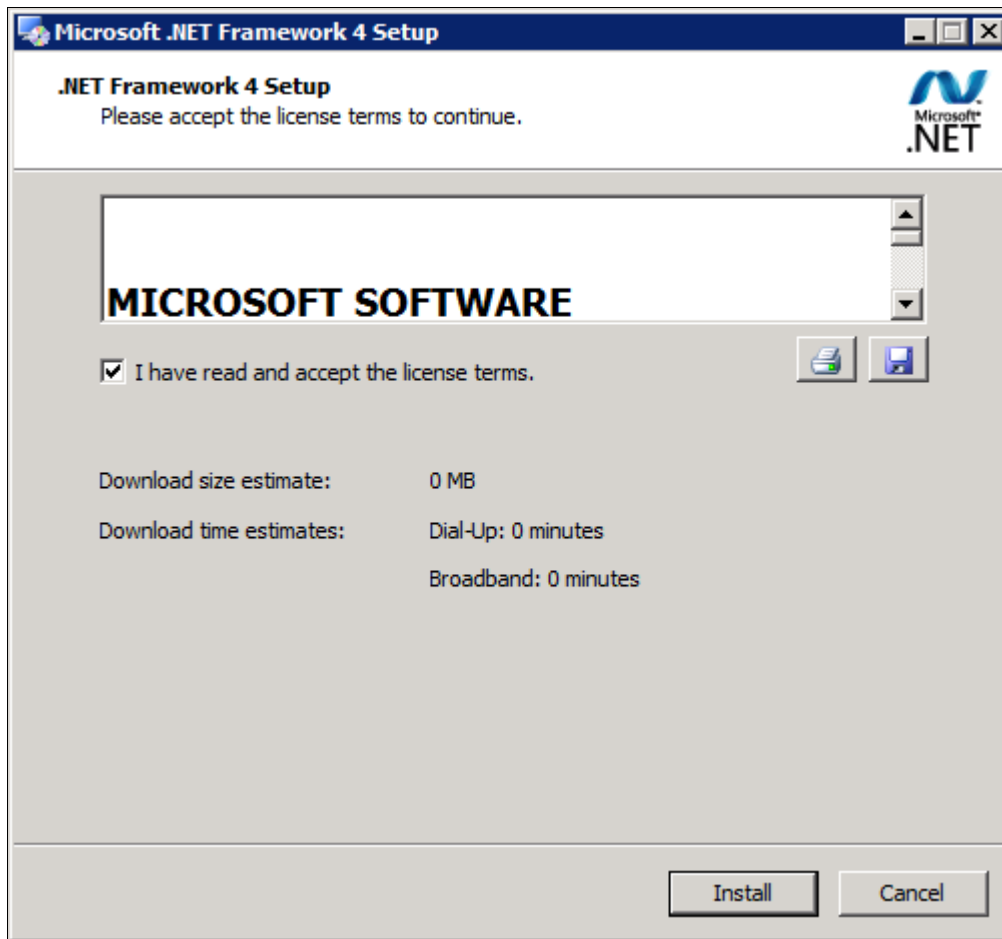 Microsoft .NET Framework 4 Setup
.NET Framework 4 Setup
Please accept the license terms to continue.
Microsoft
.NET
MICROSOFT SOFTWARE
I have read and accept the license terms.
Download size estimate: 0 MB
Download time estimates: Dial-Up: 0 minutes
Broadband: 0 minutes
Install Cancel